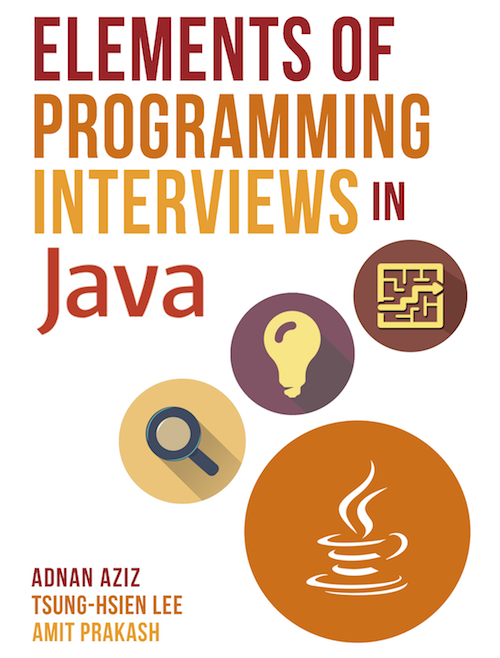 ELEMENTS OF
PROGRAMMING
INTERVIEWS IN
Java
ADNAN AZIZ
TSUNG-HSIEN LEE
AMIT PRAKASH